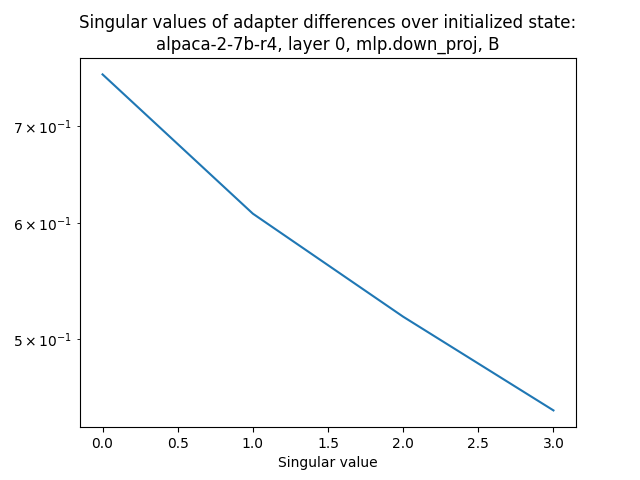 Singular values of adapter differences over initialized state:
alpaca-2-7b-r4, layer 0, mlp.down_proj, B
7 × 10⁻¹
6 × 10⁻¹
5 × 10⁻¹
0.0 0.5 1.0 1.5 2.0 2.5 3.0
Singular value